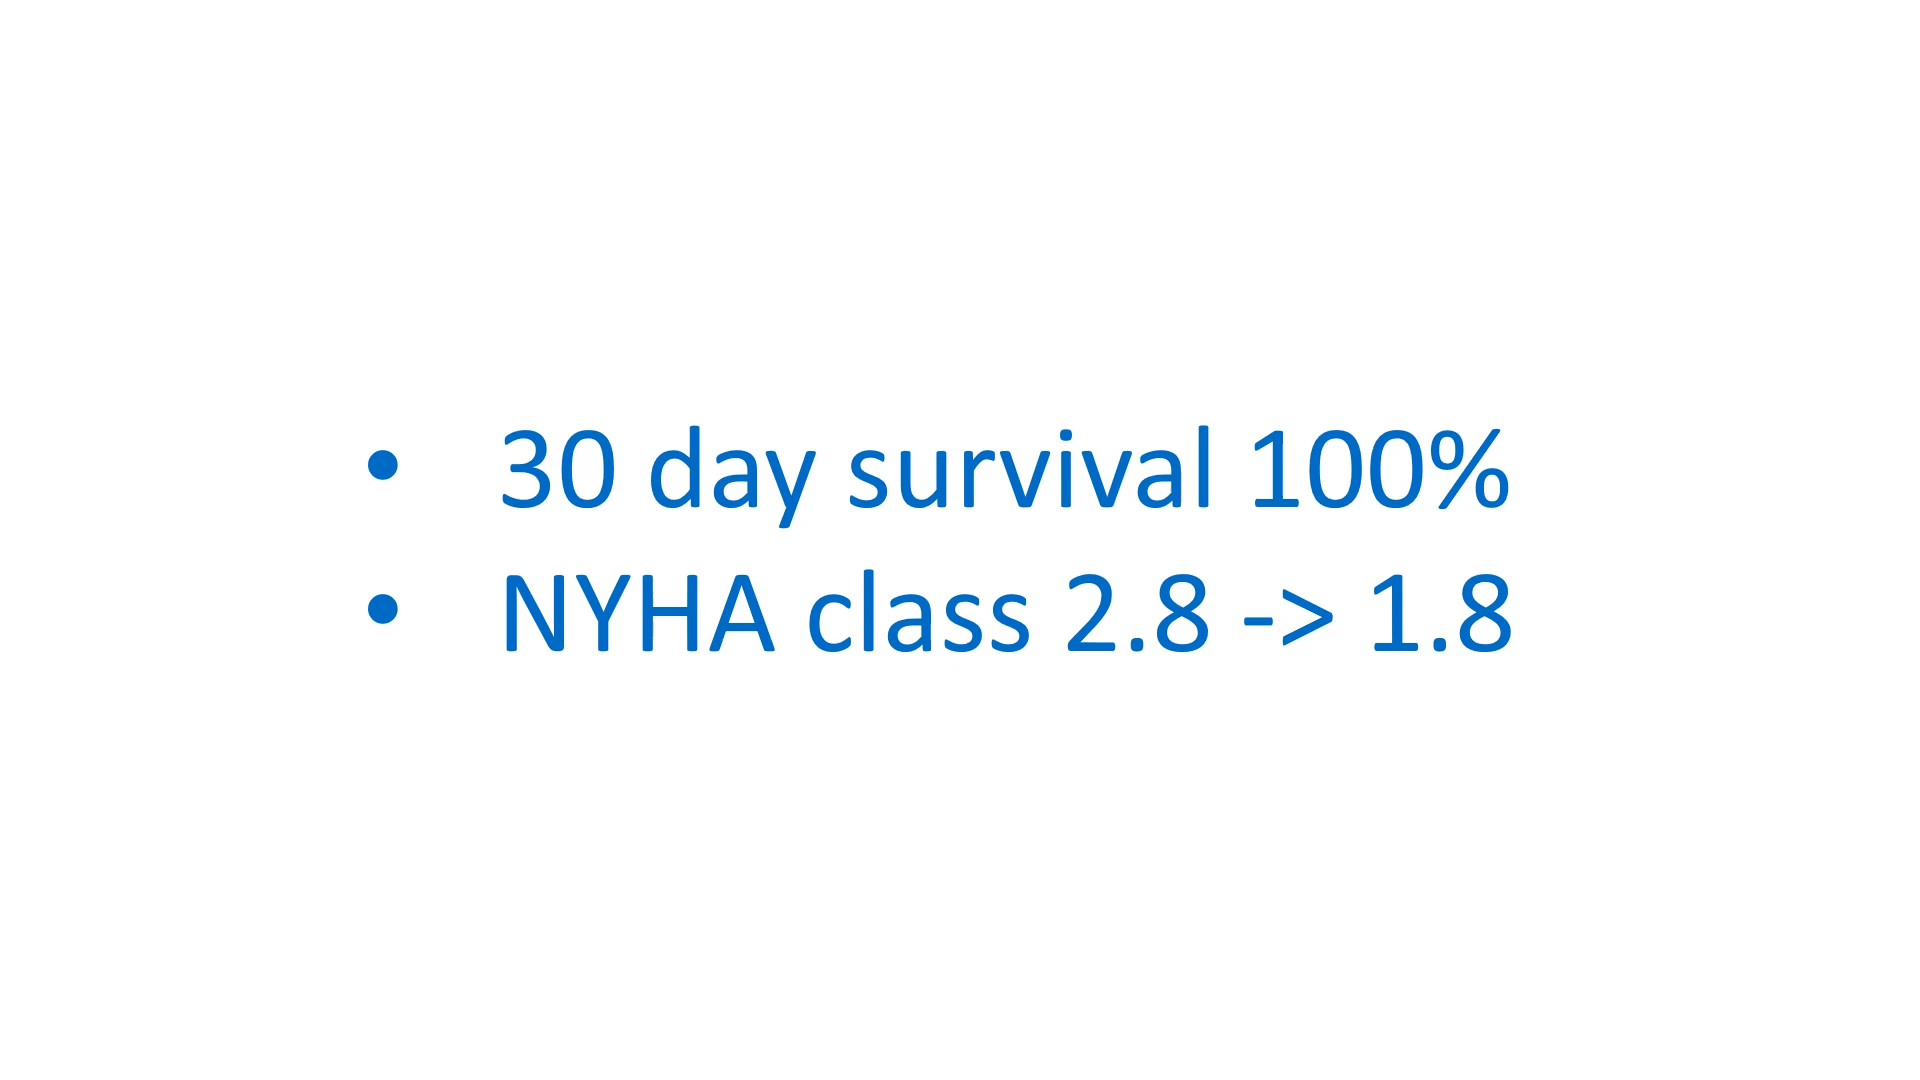 • 30 day survival 100%
• NYHA class 2.8 -> 1.8